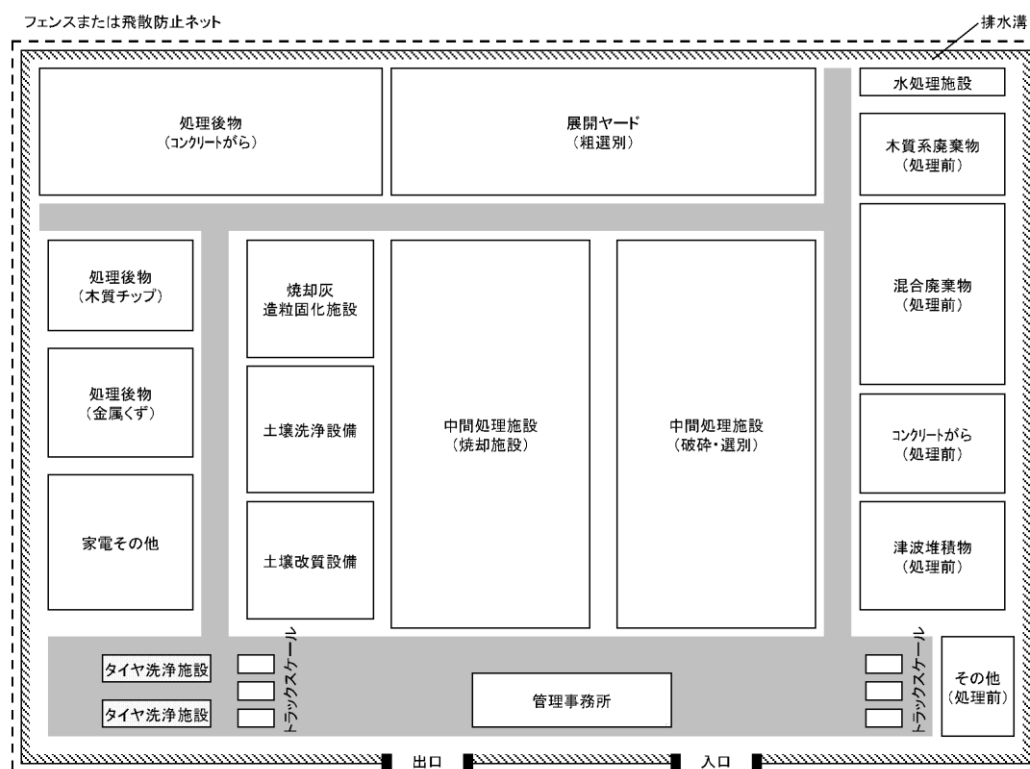 フェンスまたは飛散防止ネット
排水溝
処理後物
(コンクリートがら)
展開ヤード
(粗選別)
水処理施設
木質系廃棄物
(処理前)
処理後物
(木質チップ)
焼却灰
造粒固化施設
混合廃棄物
(処理前)
処理後物
(金属くず)
土壌洗浄設備
中間処理施設
(焼却施設)
中間処理施設
(破砕・選別)
コンクリートがら
(処理前)
家電その他
土壌改質設備
津波堆積物
(処理前)
タイヤ洗浄施設
タイヤ洗浄施設
トラックスケール
管理事務所
トラックスケール
その他
(処理前)
出口
入口